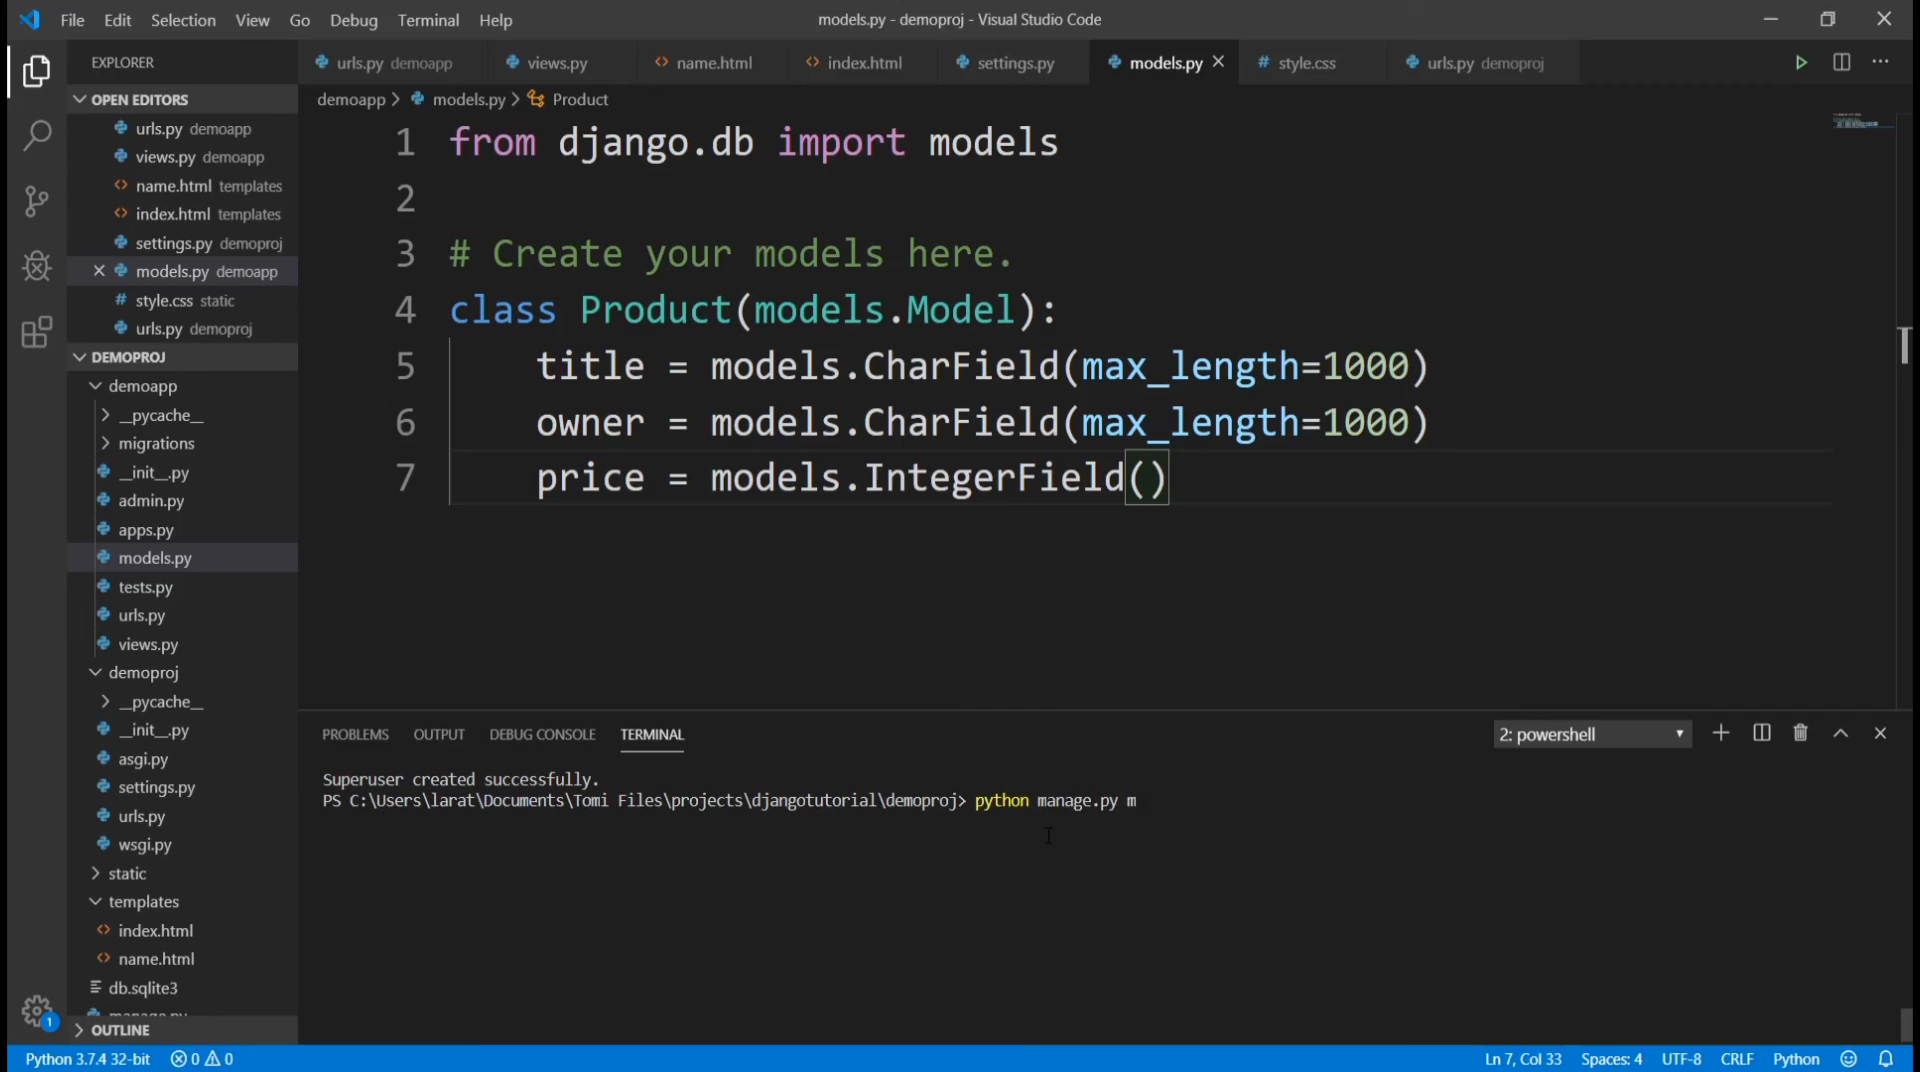 File Edit Selection View Go Debug Terminal Help
models.py - demoproj - Visual Studio Code
EXPLORER
urls.py demoapp
views.py
name.html
index.html
settings.py
models.py
# style.css
urls.py demoproj
OPEN EDITORS
urls.py demoapp
views.py demoapp
name.html templates
index.html templates
settings.py demoproj
models.py demoapp
# style.css static
urls.py demoproj
DEMOPROJ
demoapp
__pycache__
migrations
__init__.py
admin.py
apps.py
models.py
tests.py
urls.py
views.py
demoproj
__pycache__
__init__.py
asgi.py
settings.py
urls.py
wsgi.py
static
templates
index.html
name.html
db.sqlite3
manage.py
OUTLINE
demoapp > models.py > Product
1 from django.db import models
2
3 # Create your models here.
4 class Product(models.Model):
5 title = models.CharField(max_length=1000)
6 owner = models.CharField(max_length=1000)
7 price = models.IntegerField()
PROBLEMS OUTPUT DEBUG CONSOLE TERMINAL
2: powershell
Superuser created successfully.
PS C:\Users\larat\Documents\Tomi Files\projects\djangotutorial\demoproj> python manage.py m
1
Python 3.7.4 32-bit 0 0
Ln 7, Col 33 Spaces: 4 UTF-8 CRLF Python